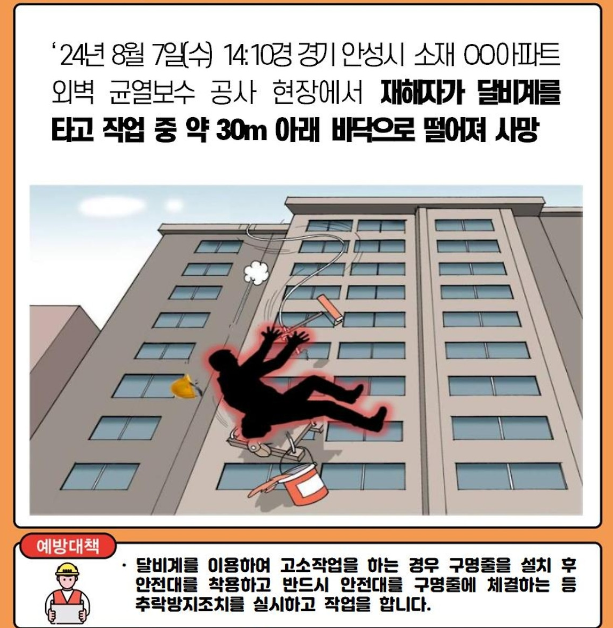 ‘24년 8월 7일(수) 14:10경 경기 안성시 소재 OO아파트
외벽 균열보수 공사 현장에서 재해자가 달비계를
타고 작업 중 약 30m 아래 바닥으로 떨어져 사망
예방대책
· 달비계를 이용하여 고소작업을 하는 경우 구명줄을 설치 후
안전대를 착용하고 반드시 안전대를 구명줄에 체결하는 등
추락방지조치를 실시하고 작업을 합니다.